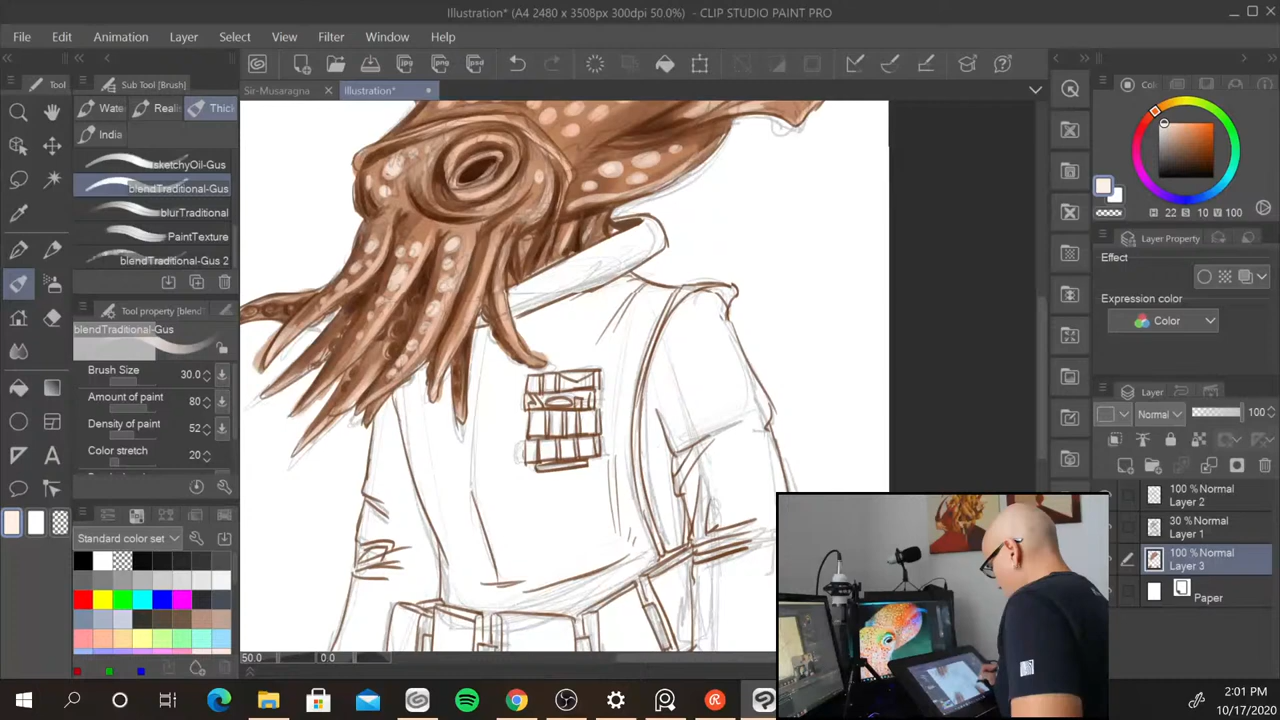 Illustration* (A4 2480 x 3508px 300dpi 50.0%) - CLIP STUDIO PAINT PRO
File Edit Animation Layer Select View Filter Window Help
Tool
Sub Tool [Brush]
Wate
Reali
Thick
India
sketchyOil-Gus
blendTraditional-Gus
blurTraditional
PaintTexture
blendTraditional-Gus 2
Tool property [blend
blendTraditional-Gus
Brush Size 30.0
Amount of paint 80
Density of paint 52
Color stretch 20
Standard color set
Sir-Musaragna
Illustration*
50.0
0.0
Col
H 22 S 10 V 100
Layer Property
Effect
Expression color
Color
Layer
Normal
100
100 % Normal
Layer 2
30 % Normal
Layer 1
100 % Normal
Layer 3
Paper
2:01 PM
10/17/2020